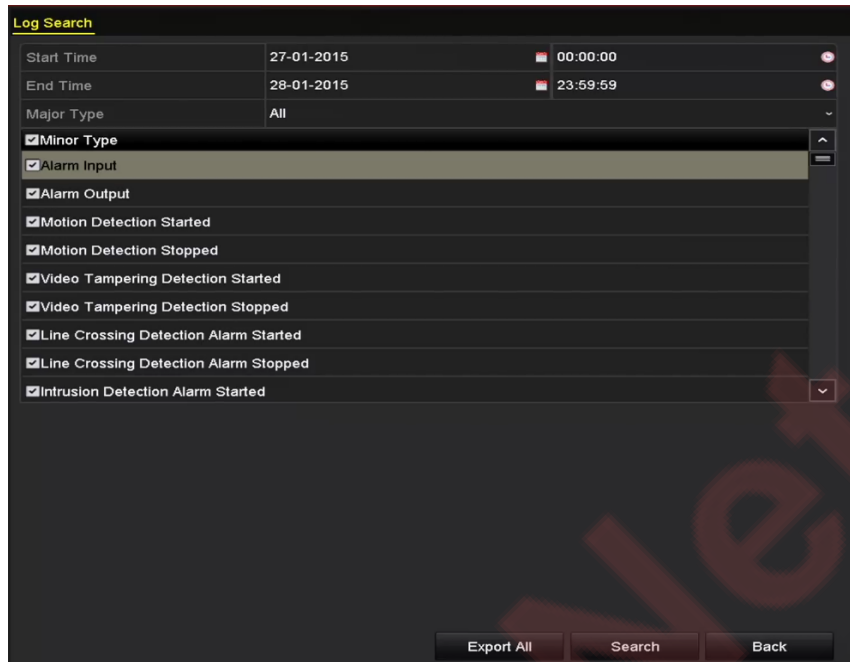 Log Search
Start Time 27-01-2015 00:00:00
End Time 28-01-2015 23:59:59
Major Type All
Minor Type
Alarm Input
Alarm Output
Motion Detection Started
Motion Detection Stopped
Video Tampering Detection Started
Video Tampering Detection Stopped
Line Crossing Detection Alarm Started
Line Crossing Detection Alarm Stopped
Intrusion Detection Alarm Started
Net
Export All Search Back